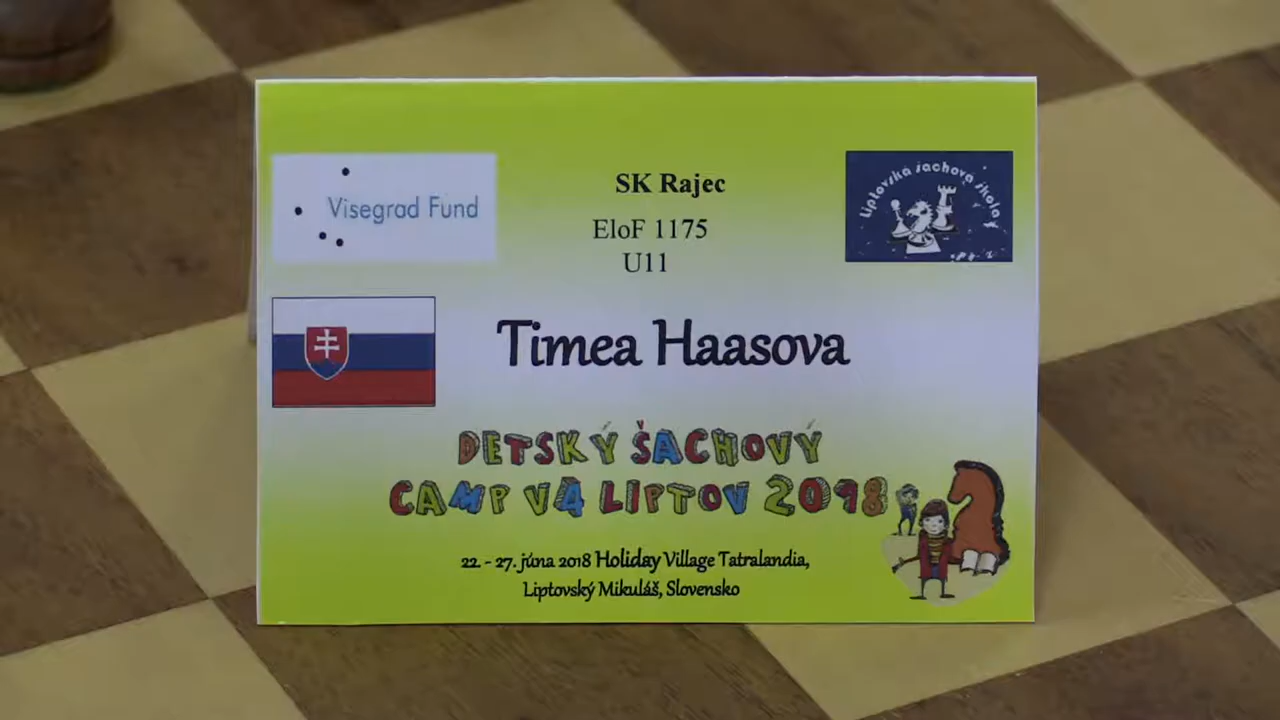 SK Rajec
Visegrad Fund
Liptovská šachová škola
EloF 1175
U11
Timea Haasova
DETSKÝ ŠACHOVÝ
CAMP V4 LIPTOV 2018
22. - 27. júna 2018 Holiday Village Tatralandia,
Liptovský Mikuláš, Slovensko